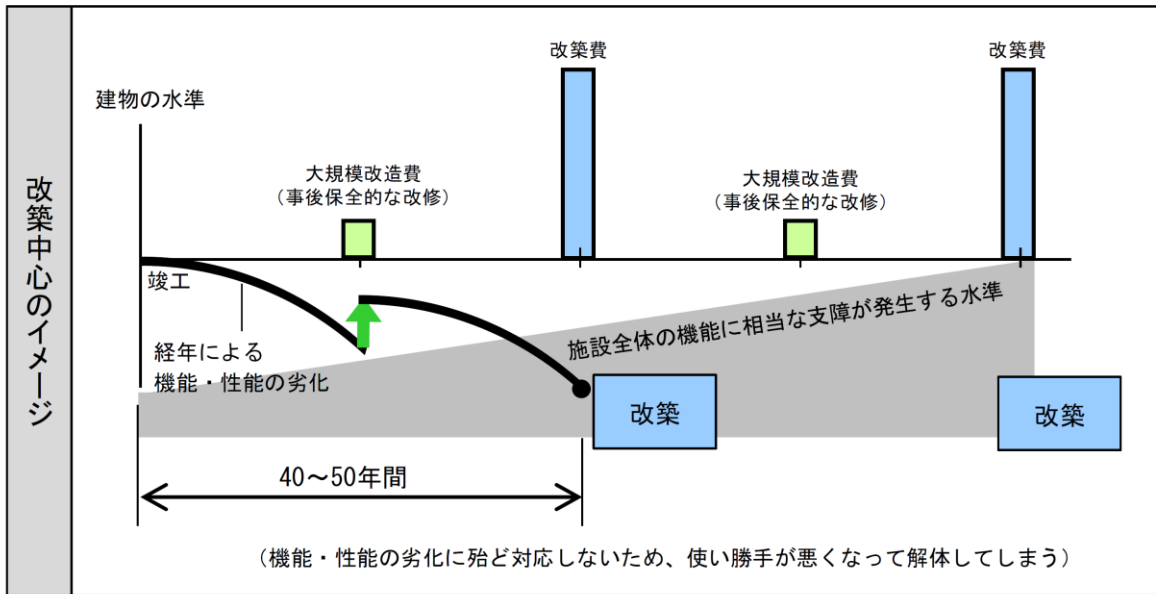 改築中心のイメージ
改築費
改築費
建物の水準
大規模改造費
（事後保全的な改修）
大規模改造費
（事後保全的な改修）
竣工
経年による
機能・性能の劣化
施設全体の機能に相当な支障が発生する水準
改築
改築
40～50年間
（機能・性能の劣化に殆ど対応しないため、使い勝手が悪くなって解体してしまう）